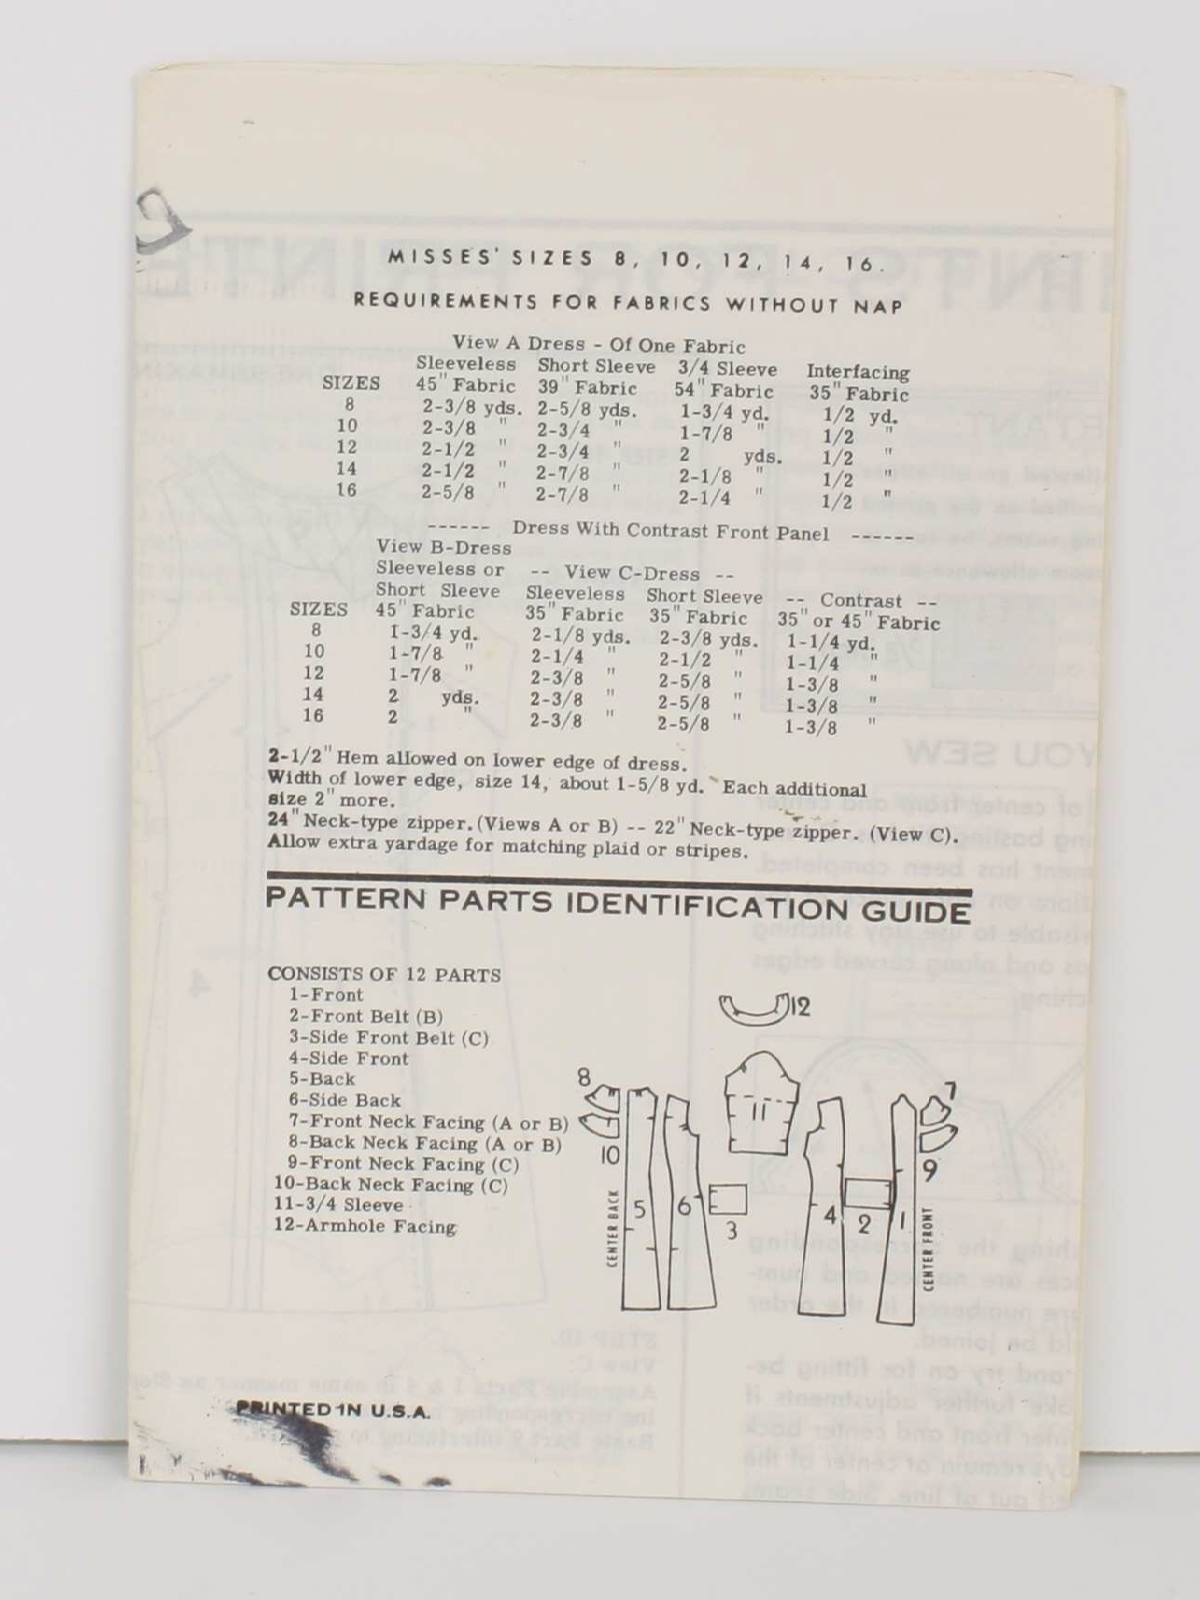 MISSES' SIZES 8, 10, 12, 14, 16.
REQUIREMENTS FOR FABRICS WITHOUT NAP
View A Dress - Of One Fabric
Sleeveless Short Sleeve 3/4 Sleeve Interfacing
SIZES 45" Fabric 39" Fabric 54" Fabric 35" Fabric
8 2-3/8 yds. 2-5/8 yds. 1-3/4 yd. 1/2 yd.
10 2-3/8 " 2-3/4 " 1-7/8 " 1/2 "
12 2-1/2 " 2-3/4 " 2 yds. 1/2 "
14 2-1/2 " 2-7/8 " 2-1/8 " 1/2 "
16 2-5/8 " 2-7/8 " 2-1/4 " 1/2 "
------ Dress With Contrast Front Panel ------
View B-Dress
Sleeveless or -- View C-Dress --
Short Sleeve Sleeveless Short Sleeve -- Contrast --
SIZES 45" Fabric 35" Fabric 35" Fabric 35" or 45" Fabric
8 1-3/4 yd. 2-1/8 yds. 2-3/8 yds. 1-1/4 yd.
10 1-7/8 " 2-1/4 " 2-1/2 " 1-1/4 "
12 1-7/8 " 2-3/8 " 2-5/8 " 1-3/8 "
14 2 yds. 2-3/8 " 2-5/8 " 1-3/8 "
16 2 " 2-3/8 " 2-5/8 " 1-3/8 "
2-1/2" Hem allowed on lower edge of dress.
Width of lower edge, size 14, about 1-5/8 yd. Each additional
size 2" more.
24" Neck-type zipper. (Views A or B) -- 22" Neck-type zipper. (View C).
Allow extra yardage for matching plaid or stripes.
PATTERN PARTS IDENTIFICATION GUIDE
CONSISTS OF 12 PARTS
1-Front
2-Front Belt (B)
3-Side Front Belt (C)
4-Side Front
5-Back
6-Side Back
7-Front Neck Facing (A or B)
8-Back Neck Facing (A or B)
9-Front Neck Facing (C)
10-Back Neck Facing (C)
11-3/4 Sleeve
12-Armhole Facing
12
8
7
11
10
9
5
6
3
4
2
1
CENTER BACK
CENTER FRONT
PRINTED IN U.S.A.